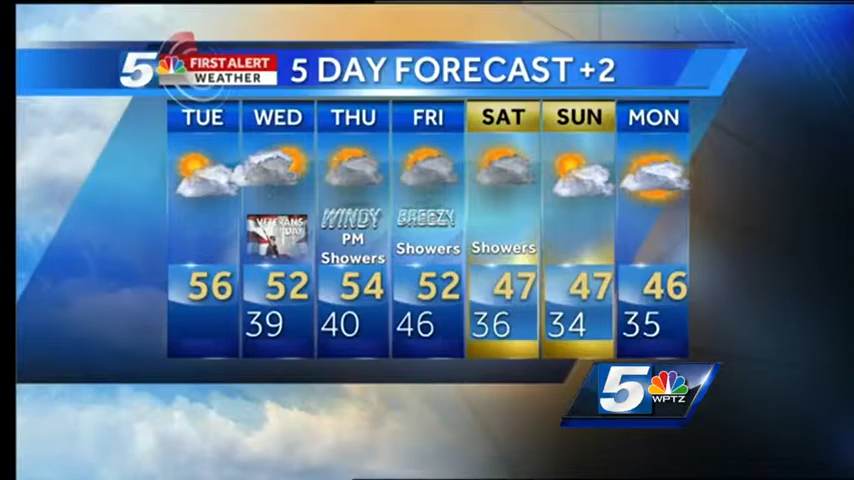 5 FIRST ALERT
WEATHER
5 DAY FORECAST +2
TUE WED THU FRI SAT SUN MON
VETERANS
DAY
WINDY BREEZY
PM
Showers Showers Showers
56 52 54 52 47 47 46
39 40 46 36 34 35
5 WPTZ